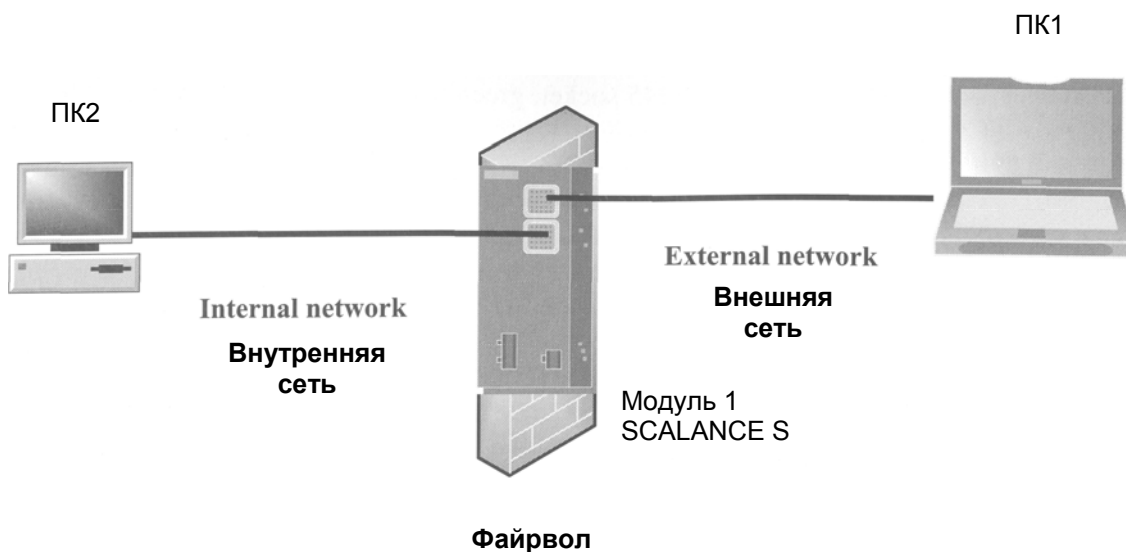 ПК1
ПК2
External network
Внешняя
сеть
Internal network
Внутренняя
сеть
Модуль 1
SCALANCE S
Файрвол